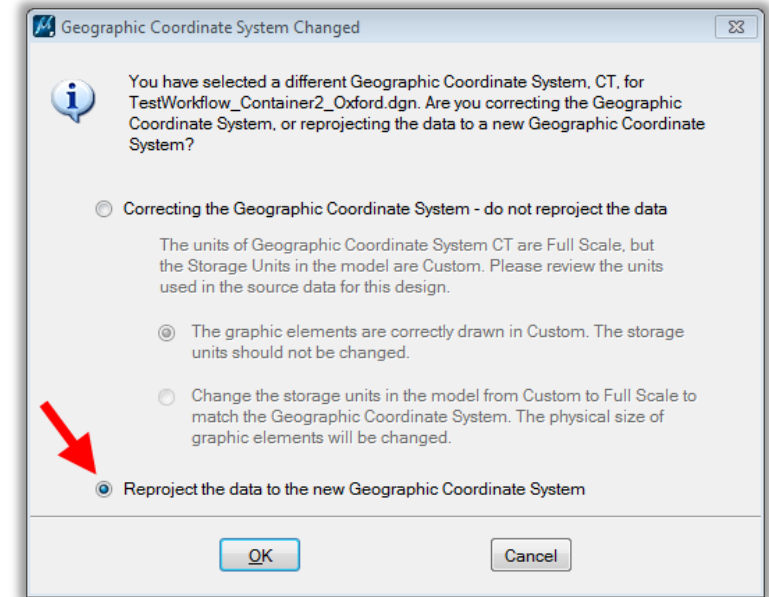 Geographic Coordinate System Changed
You have selected a different Geographic Coordinate System, CT, for
TestWorkflow_Container2_Oxford.dgn. Are you correcting the Geographic
Coordinate System, or reprojecting the data to a new Geographic Coordinate
System?
Correcting the Geographic Coordinate System - do not reproject the data
The units of Geographic Coordinate System CT are Full Scale, but
the Storage Units in the model are Custom. Please review the units
used in the source data for this design.
The graphic elements are correctly drawn in Custom. The storage
units should not be changed.
Change the storage units in the model from Custom to Full Scale to
match the Geographic Coordinate System. The physical size of
graphic elements will be changed.
Reproject the data to the new Geographic Coordinate System
OK Cancel